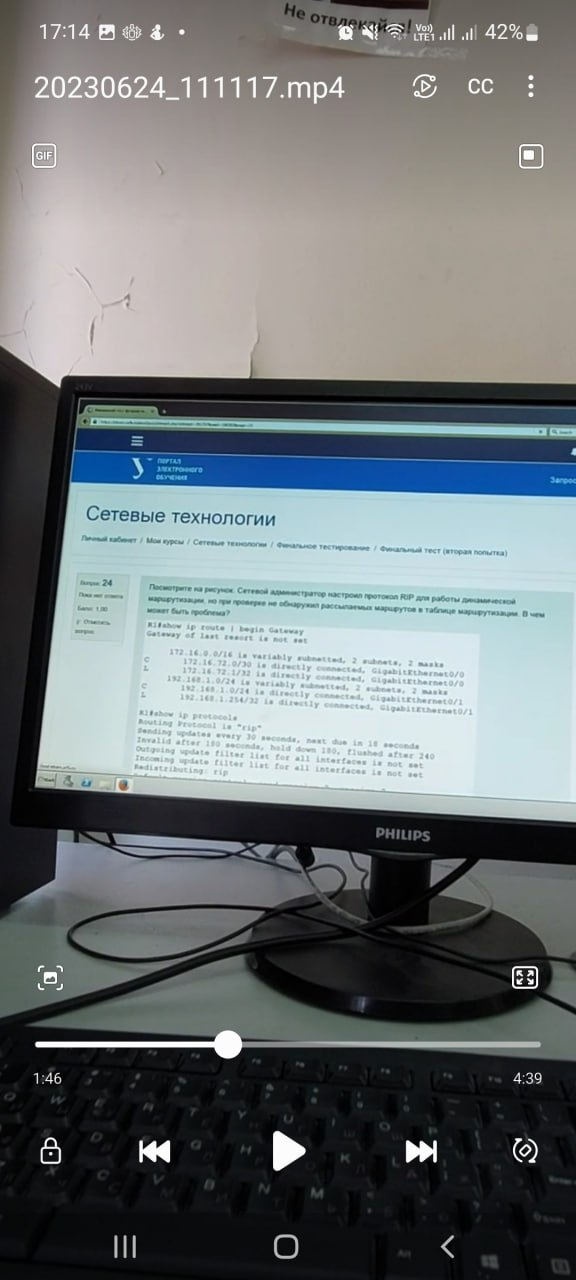 Не отвлекайте!
17:14
Vo)) LTE1
42%
20230624_111117.mp4
CC
GIF
ПОРТАЛ
ЭЛЕКТРОННОГО
ОБУЧЕНИЯ
Запрос
Сетевые технологии
Личный кабинет / Мои курсы / Сетевые технологии / Финальное тестирование / Финальный тест (вторая попытка)
Вопрос 24
Пока нет ответа
Балл: 1,00
Отметить
вопрос
Посмотрите на рисунок. Сетевой администратор настроил протокол RIP для работы динамической
маршрутизации, но при проверке не обнаружил рассылаемых маршрутов в таблице маршрутизации. В чем
может быть проблема?
R1#show ip route | begin Gateway
Gateway of last resort is not set
172.16.0.0/16 is variably subnetted, 2 subnets, 2 masks
C 172.16.72.0/30 is directly connected, GigabitEthernet0/0
L 172.16.72.1/32 is directly connected, GigabitEthernet0/0
192.168.1.0/24 is variably subnetted, 2 subnets, 2 masks
C 192.168.1.0/24 is directly connected, GigabitEthernet0/1
L 192.168.1.254/32 is directly connected, GigabitEthernet0/1
R1#show ip protocols
Routing Protocol is "rip"
Sending updates every 30 seconds, next due in 18 seconds
Invalid after 180 seconds, hold down 180, flushed after 240
Outgoing update filter list for all interfaces is not set
Incoming update filter list for all interfaces is not set
Redistributing: rip
PHILIPS
1:46
4:39